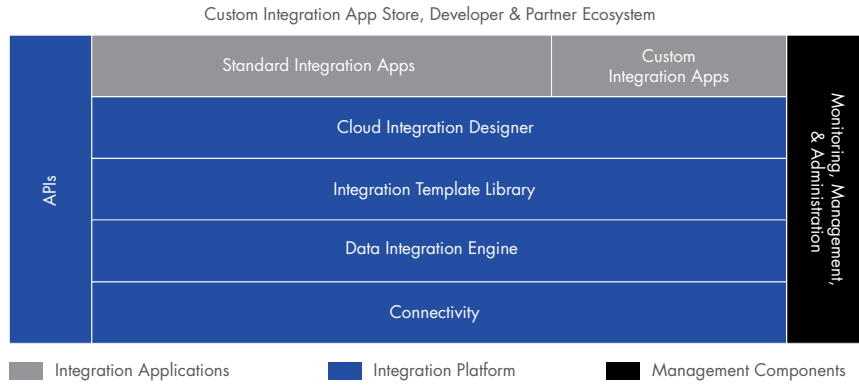 Custom Integration App Store, Developer & Partner Ecosystem
APIs
Standard Integration Apps
Custom
Integration Apps
Cloud Integration Designer
Integration Template Library
Data Integration Engine
Connectivity
Monitoring, Management,
& Administration
Integration Applications
Integration Platform
Management Components